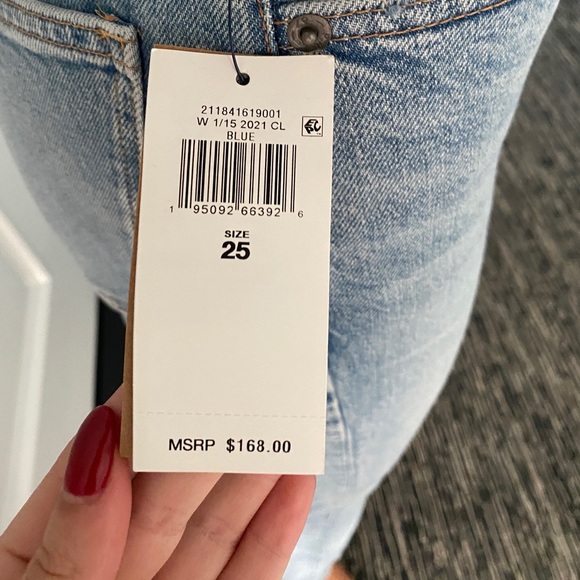 211841619001
W 1/15 2021 CL
BLUE
1 95092 66392 6
SIZE
25
MSRP $168.00